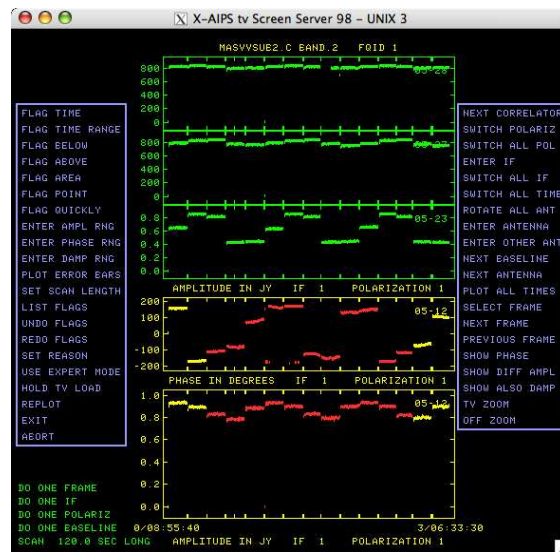 X X-AIPS tv Screen Server 98 - UNIX 3
MASVVSUB2.C BAND.2 FQID 1
800
600
400
200
0
05-28
800
600
400
200
0
05-27
0.8
0.6
0.4
0.2
0.0
05-23
AMPLITUDE IN JY IF 1 POLARIZATION 1
200
100
0
-100
-200
05-12
PHASE IN DEGREES IF 1 POLARIZATION 1
1.0
0.8
0.6
0.4
0.2
0.0
05-12
0/08:55:40 3/06:33:30
AMPLITUDE IN JY IF 1 POLARIZATION 1
FLAG TIME
FLAG TIME RANGE
FLAG BELOW
FLAG ABOVE
FLAG AREA
FLAG POINT
FLAG QUICKLY
ENTER AMPL RNG
ENTER PHASE RNG
ENTER DAMP RNG
PLOT ERROR BARS
SET SCAN LENGTH
LIST FLAGS
UNDO FLAGS
REDO FLAGS
SET REASON
USE EXPERT MODE
HOLD TV LOAD
REPLOT
EXIT
ABORT
NEXT CORRELATOR
SWITCH POLARIZ
SWITCH ALL POL
ENTER IF
SWITCH ALL IF
SWITCH ALL TIME
ROTATE ALL ANT
ENTER ANTENNA
ENTER OTHER ANT
NEXT BASELINE
NEXT ANTENNA
PLOT ALL TIMES
SELECT FRAME
NEXT FRAME
PREVIOUS FRAME
SHOW PHASE
SHOW DIFF AMPL
SHOW ALSO DAMP
TV ZOOM
OFF ZOOM
DO ONE FRAME
DO ONE IF
DO ONE POLARIZ
DO ONE BASELINE
SCAN 120.0 SEC LONG